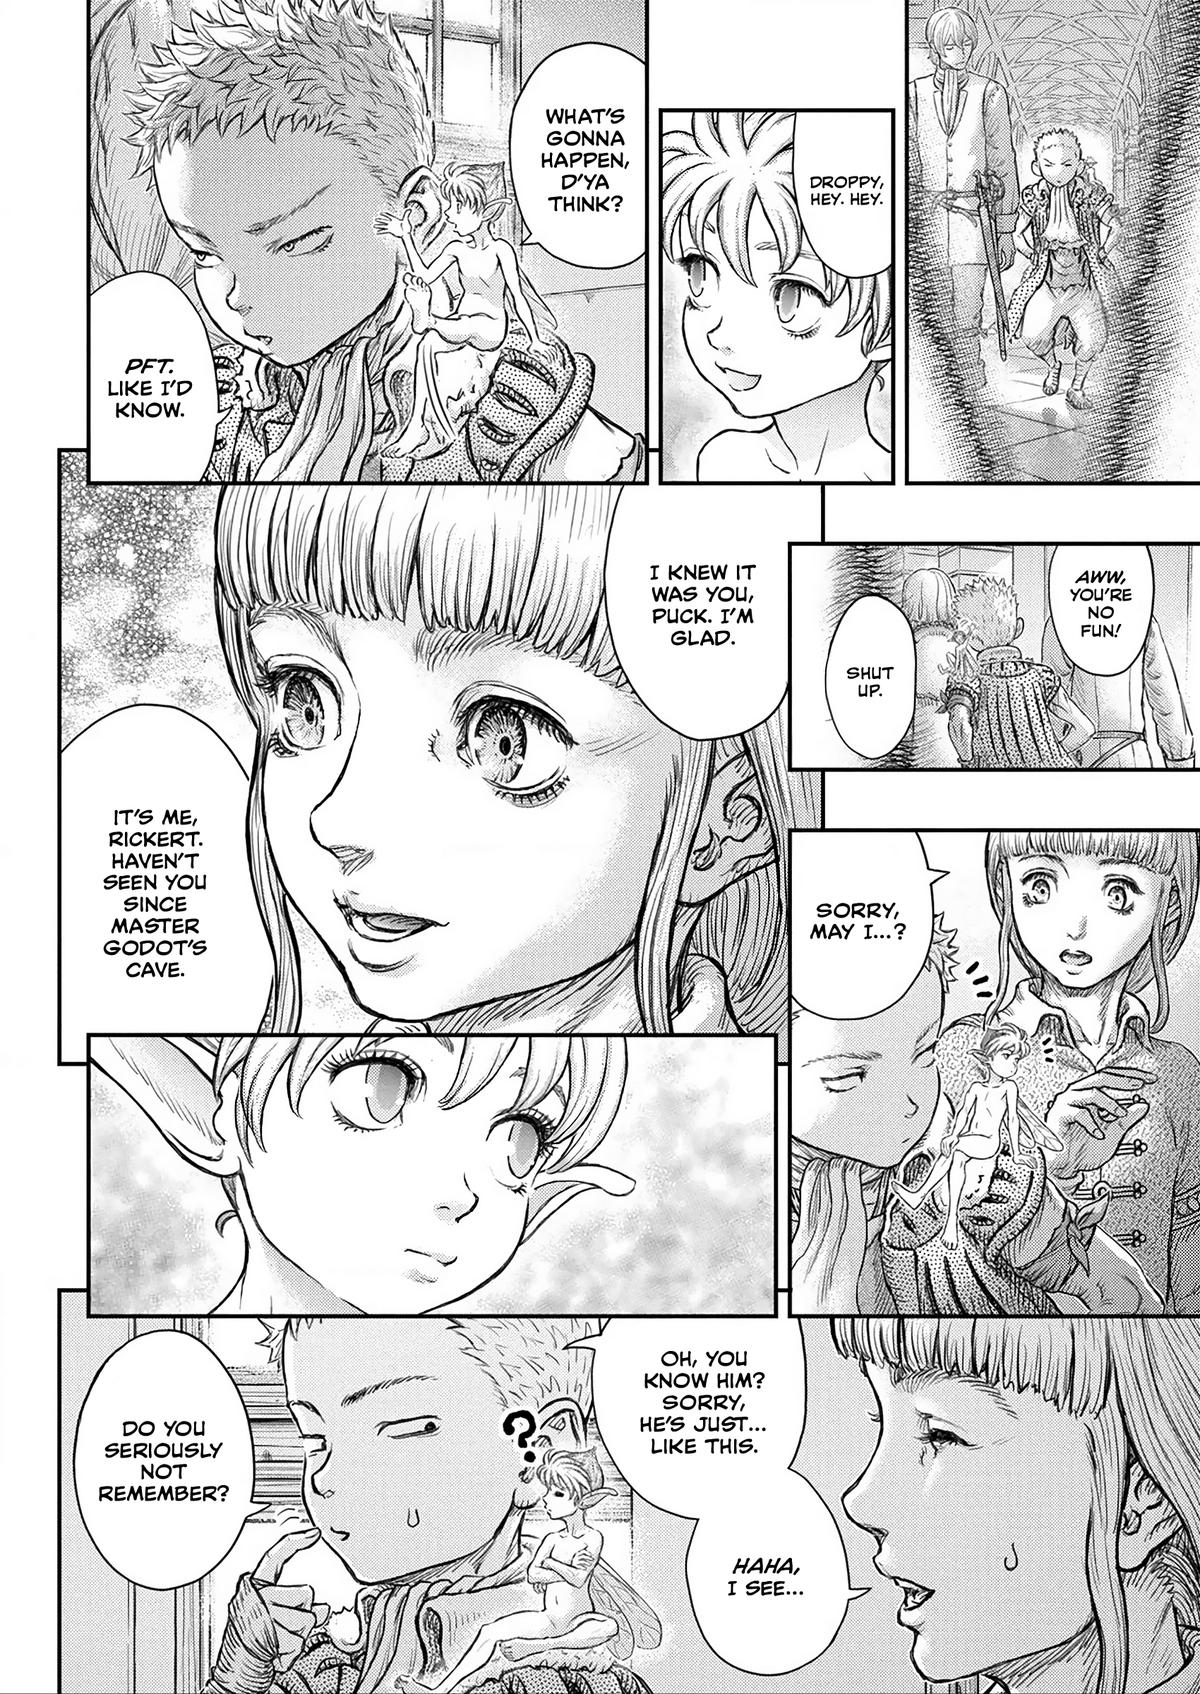 DROPPY,
HEY. HEY.
WHAT'S
GONNA
HAPPEN,
D'YA
THINK?
PFT.
LIKE I'D
KNOW.
AWW,
YOU'RE
NO
FUN!
SHUT
UP.
I KNEW IT
WAS YOU,
PUCK. I'M
GLAD.
IT'S ME,
RICKERT.
HAVEN'T
SEEN YOU
SINCE
MASTER
GODOT'S
CAVE.
SORRY,
MAY I...?
OH, YOU
KNOW HIM?
SORRY,
HE'S JUST...
LIKE THIS.
HAHA,
I SEE...
?
DO YOU
SERIOUSLY
NOT
REMEMBER?